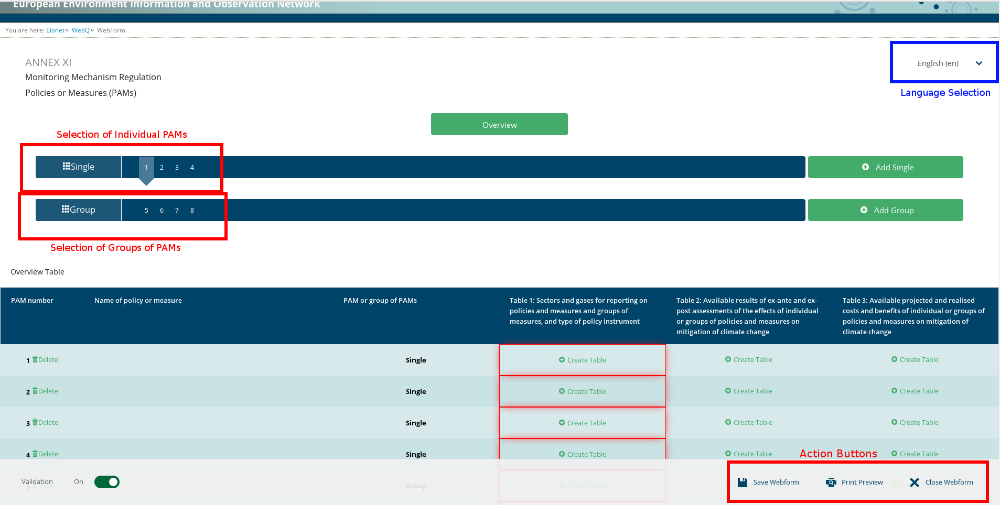 European Environment Information and Observation Network
You are here: Eionet» WebQ» WebForm
ANNEX XI
Monitoring Mechanism Regulation
Policies or Measures (PAMs)
English (en)
Language Selection
Overview
Selection of Individual PAMs
Single 1 2 3 4
Add Single
Group 5 6 7 8
Add Group
Selection of Groups of PAMs
Overview Table
PAM number
Name of policy or measure
PAM or group of PAMs
Table 1: Sectors and gases for reporting on
policies and measures and groups of
measures, and type of policy instrument
Table 2: Available results of ex-ante and ex-
post assessments of the effects of individual
or groups of policies and measures on
mitigation of climate change
Table 3: Available projected and realised
costs and benefits of individual or groups of
policies and measures on mitigation of
climate change
1 Delete Single Create Table Create Table Create Table
2 Delete Single Create Table Create Table Create Table
3 Delete Single Create Table Create Table Create Table
4 Delete Single Create Table Create Table Create Table
Action Buttons
Validation On
5 Group Create Table
Save Webform Print Preview Close Webform